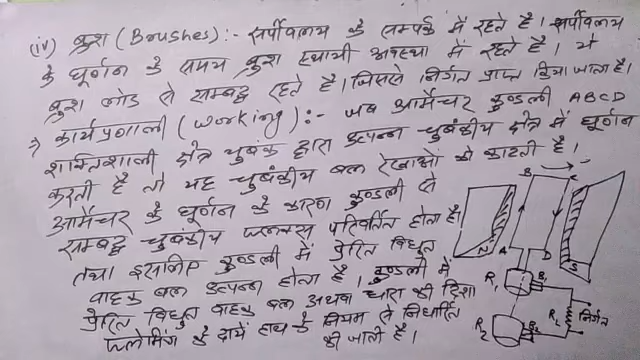 (iv) ब्रुश (Brushes):- सर्पीवलय के सम्पर्क में रहते है। सर्पीवलय
के घूर्णन के समय ब्रुश स्थायी अवस्था में रहते है। ये
ब्रुश लोड से सम्बद्ध रहते है। जिससे निर्गत प्राप्त किया जाता है।
⇒ कार्यप्रणाली (Working):- जब आर्मेचर कुण्डली ABCD
शक्तिशाली क्षेत्र चुंबक द्वारा उत्पन्न चुंबकीय क्षेत्र में घूर्णन
करती है तो यह चुंबकीय बल रेखाओं को काटती है।
आर्मेचर के घूर्णन के कारण कुण्डली से
सम्बद्ध चुंबकीय फ्लक्स परिवर्तित होता है।
तथा इसलिए कुण्डली में प्रेरित विधुत
वाहक बल उत्पन्न होता है। कुण्डली में
प्रेरित विधुत वाहक बल अथवा धारा की दिशा
फ्लेमिंग के दायें हाथ के नियम से निर्धारित
की जाती है।
B C
N A D S
R1 B1
R2 B2 RL निर्गत